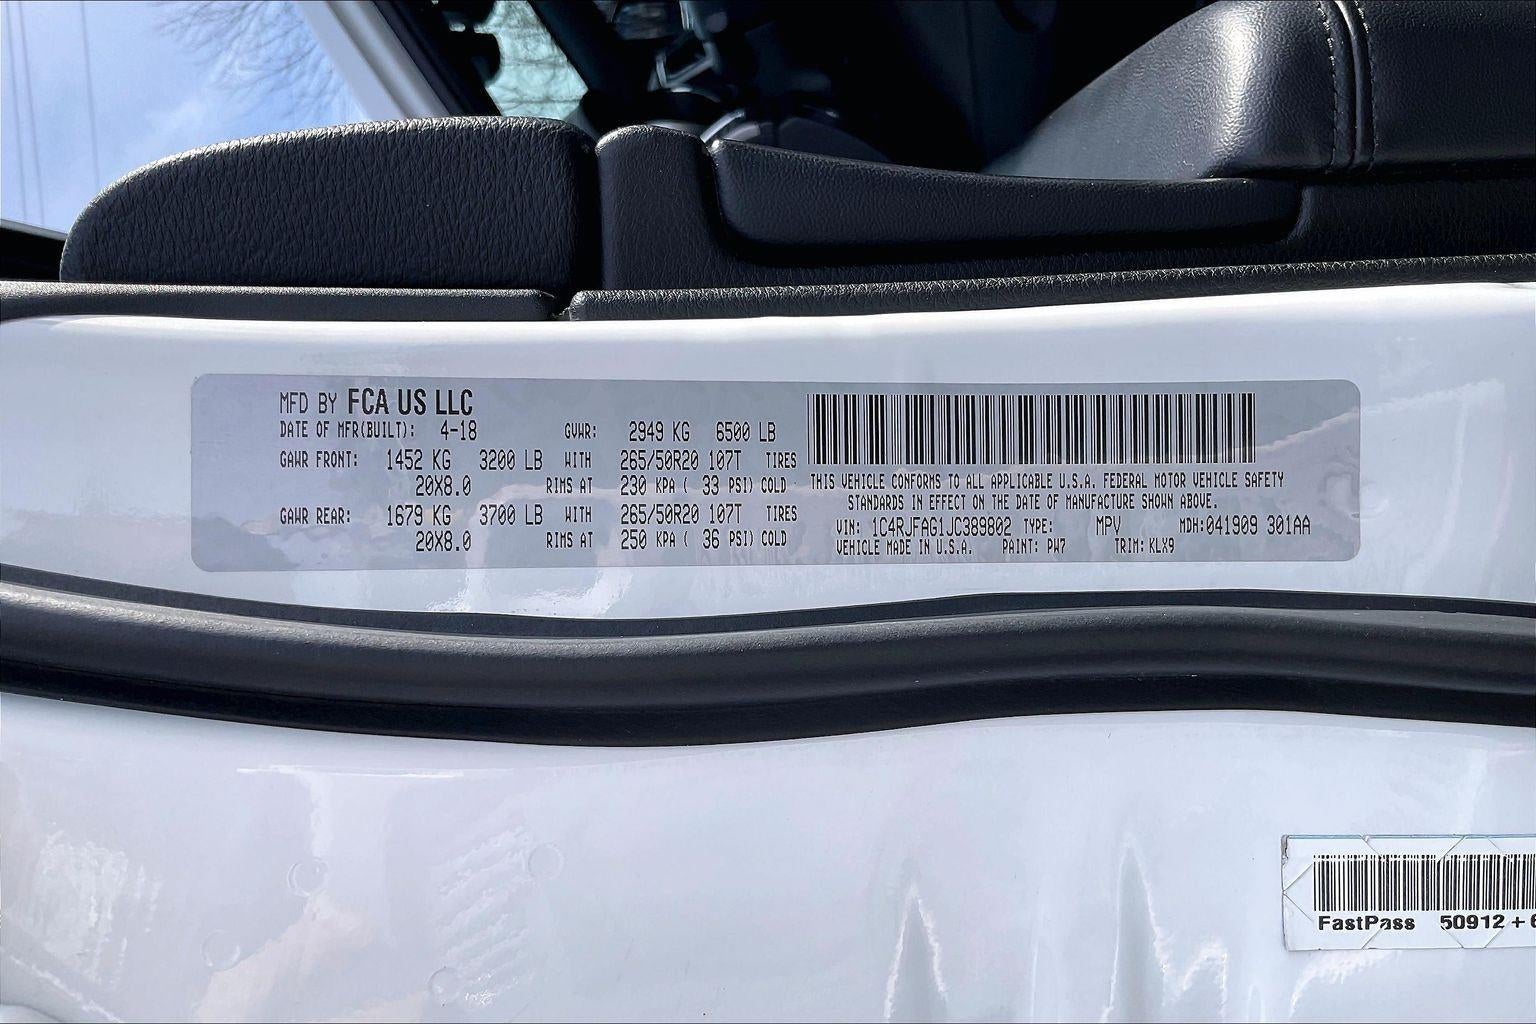 MFD BY FCA US LLC
DATE OF MFR(BUILT): 4-18 GVWR: 2949 KG 6500 LB
GAWR FRONT: 1452 KG 3200 LB WITH 265/50R20 107T TIRES
20X8.0 RIMS AT 230 KPA ( 33 PSI) COLD
GAWR REAR: 1679 KG 3700 LB WITH 265/50R20 107T TIRES
20X8.0 RIMS AT 250 KPA ( 36 PSI) COLD
THIS VEHICLE CONFORMS TO ALL APPLICABLE U.S.A. FEDERAL MOTOR VEHICLE SAFETY
STANDARDS IN EFFECT ON THE DATE OF MANUFACTURE SHOWN ABOVE.
VIN: 1C4RJFAG1JC389802 TYPE: MPV MDH:041909 301AA
VEHICLE MADE IN U.S.A. PAINT: PW7 TRIM: KLX9
FastPass 50912+